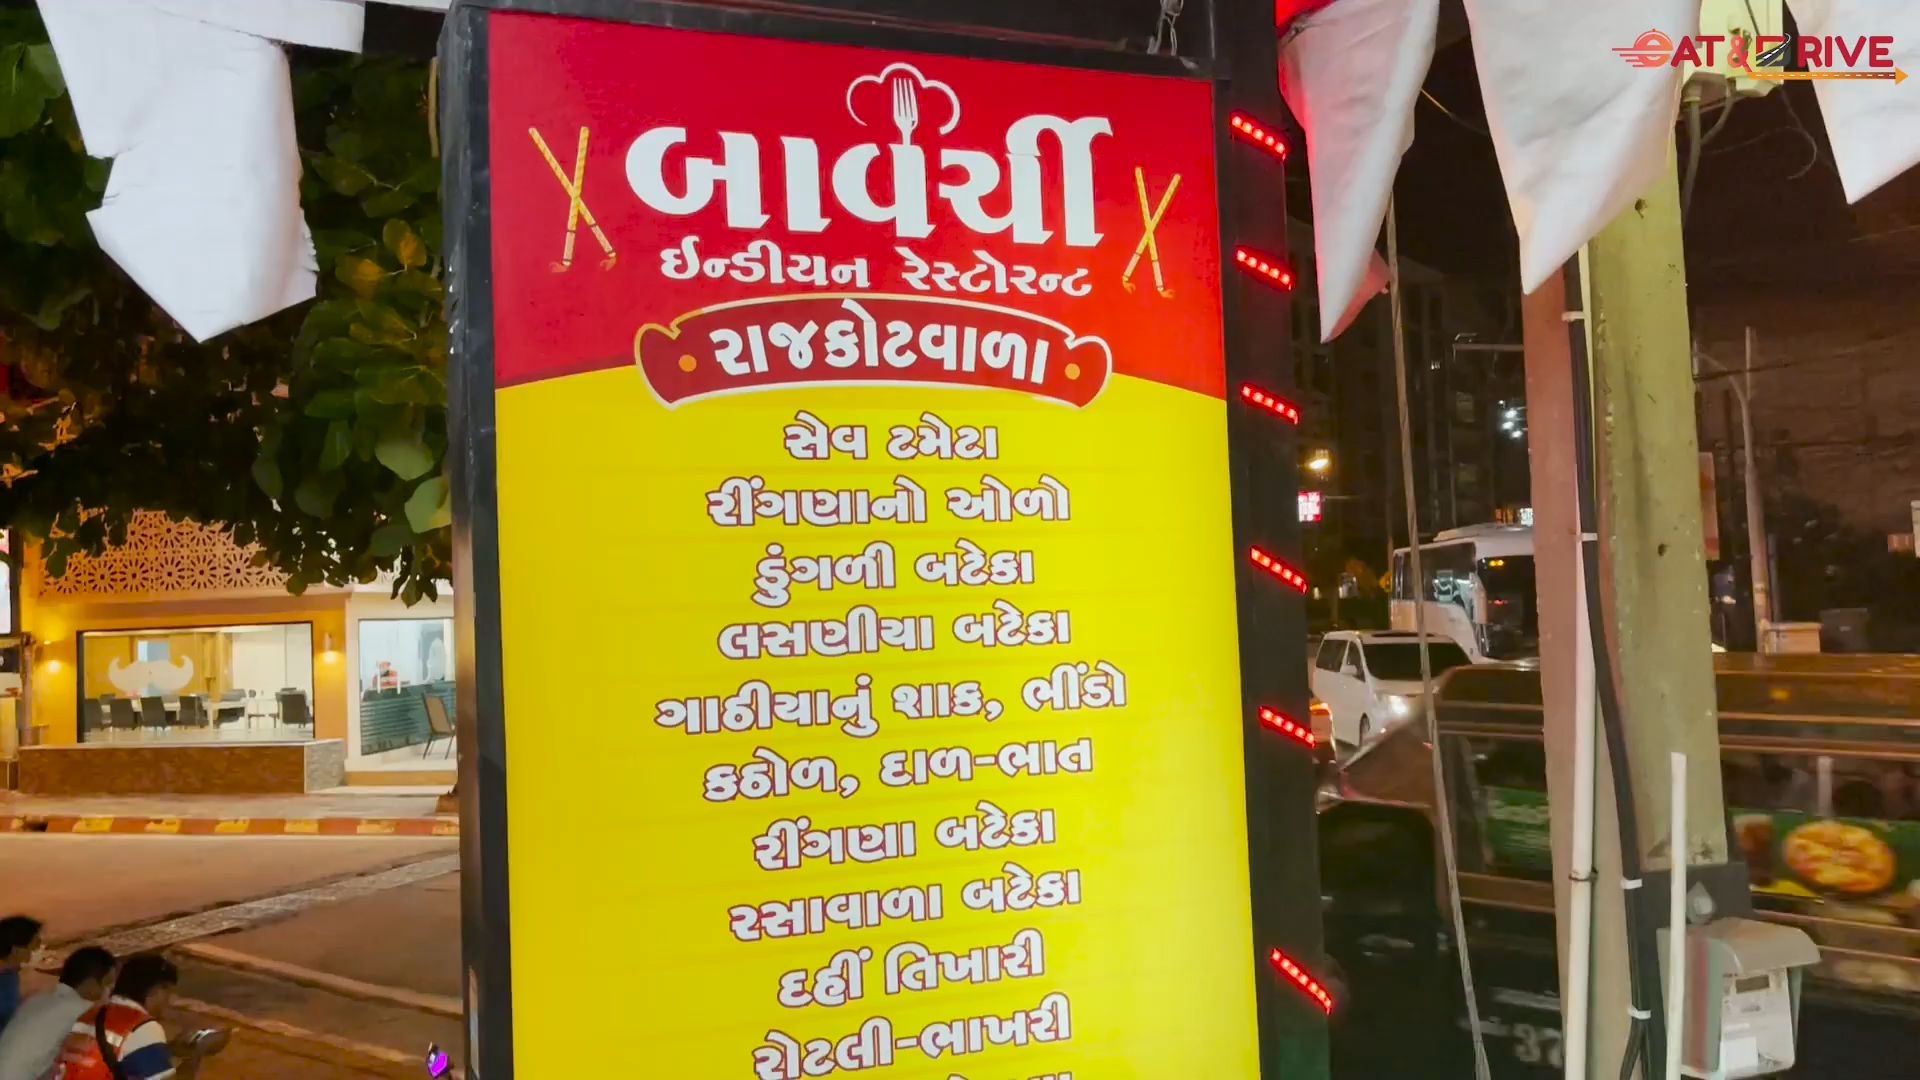 EAT & DRIVE
બાવર્ચી
ઈન્ડીયન રેસ્ટોરન્ટ
રાજકોટવાળા
સેવ ટમેટા
રીંગણાનો ઓળો
ડુંગળી બટેકા
લસણીયા બટેકા
ગાઠીયાનું શાક, ભીંડો
કઠોળ, દાળ-ભાત
રીંગણા બટેકા
રસાવાળા બટેકા
દહીં તિખારી
રોટલી-ભાખરી